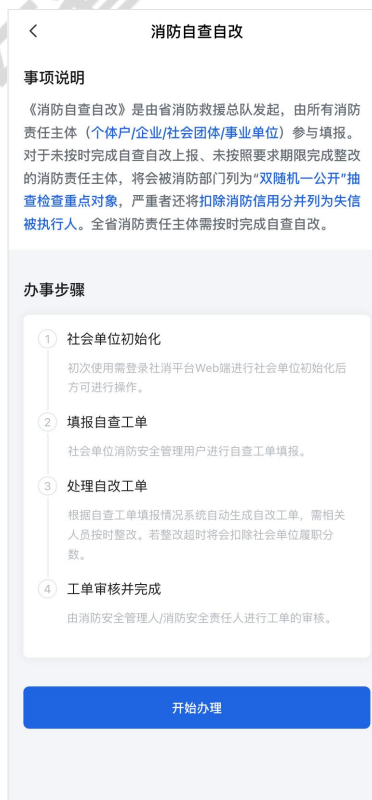 消防自查自改
事项说明
《消防自查自改》是由省消防救援总队发起，由所有消防
责任主体（个体户/企业/社会团体/事业单位）参与填报。
对于未按时完成自查自改上报、未按照要求期限完成整改
的消防责任主体，将会被消防部门列为“双随机一公开”抽
查检查重点对象，严重者还将扣除消防信用分并列为失信
被执行人。全省消防责任主体需按时完成自查自改。
办事步骤
1 社会单位初始化
初次使用需登录社消平台Web端进行社会单位初始化后
方可进行操作。
2 填报自查工单
社会单位消防安全管理用户进行自查工单填报。
3 处理自改工单
根据自查工单填报情况系统自动生成自改工单，需相关
人员按时整改。若整改超时将会扣除社会单位履职分
数。
4 工单审核并完成
由消防安全管理人/消防安全责任人进行工单的审核。
开始办理